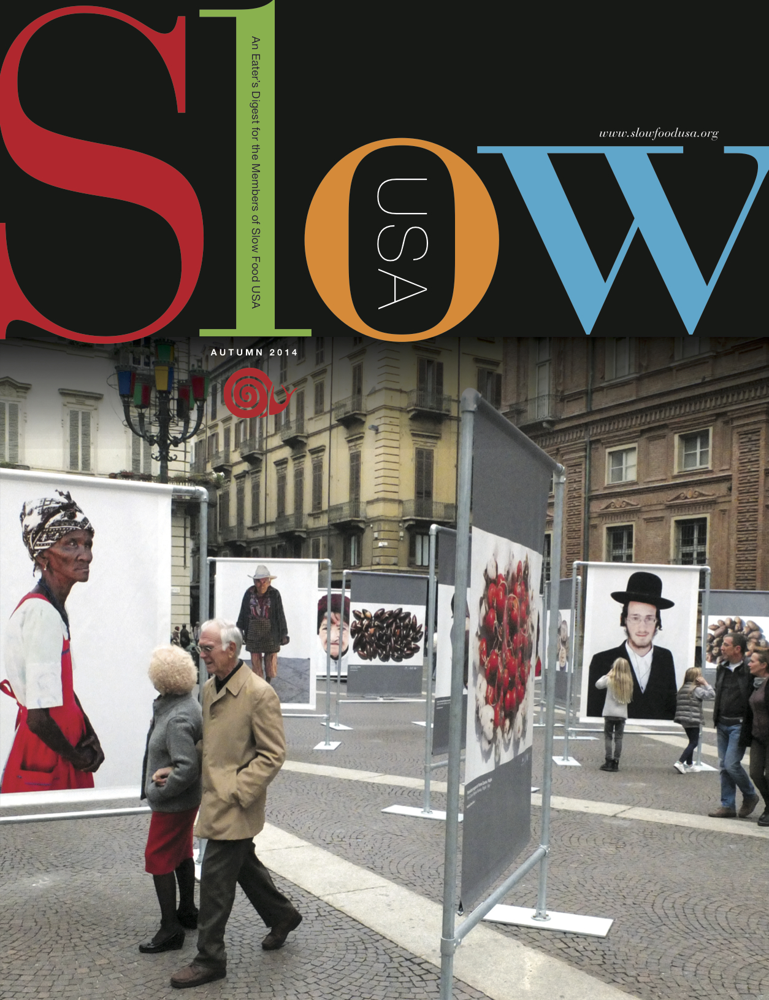 Slow
An Eater's Digest for the Members of Slow Food USA
USA
www.slowfoodusa.org
AUTUMN 2014